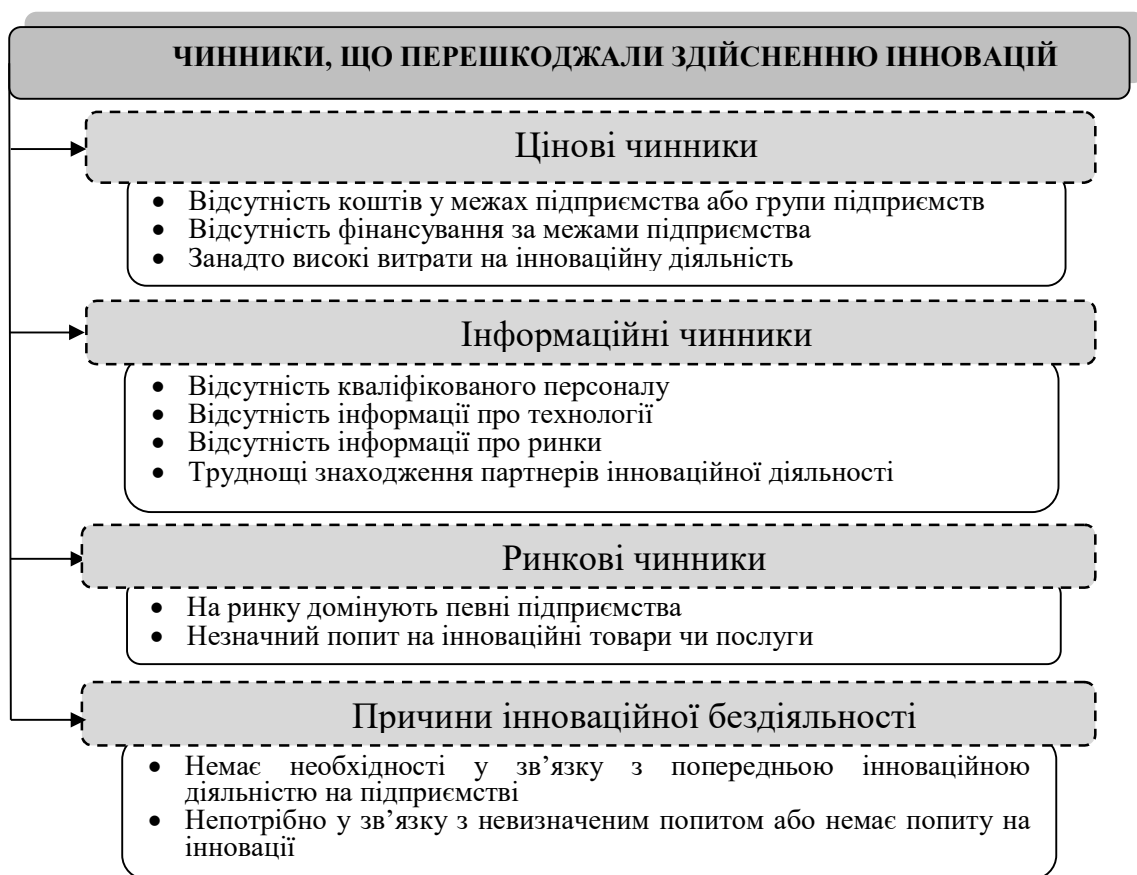 ЧИННИКИ, ЩО ПЕРЕШКОДЖАЛИ ЗДІЙСНЕННЮ ІННОВАЦІЙ
Цінові чинники
• Відсутність коштів у межах підприємства або групи підприємств
• Відсутність фінансування за межами підприємства
• Занадто високі витрати на інноваційну діяльність
Інформаційні чинники
• Відсутність кваліфікованого персоналу
• Відсутність інформації про технології
• Відсутність інформації про ринки
• Труднощі знаходження партнерів інноваційної діяльності
Ринкові чинники
• На ринку домінують певні підприємства
• Незначний попит на інноваційні товари чи послуги
Причини інноваційної бездіяльності
• Немає необхідності у зв’язку з попередньою інноваційною
діяльністю на підприємстві
• Непотрібно у зв’язку з невизначеним попитом або немає попиту на
інновації